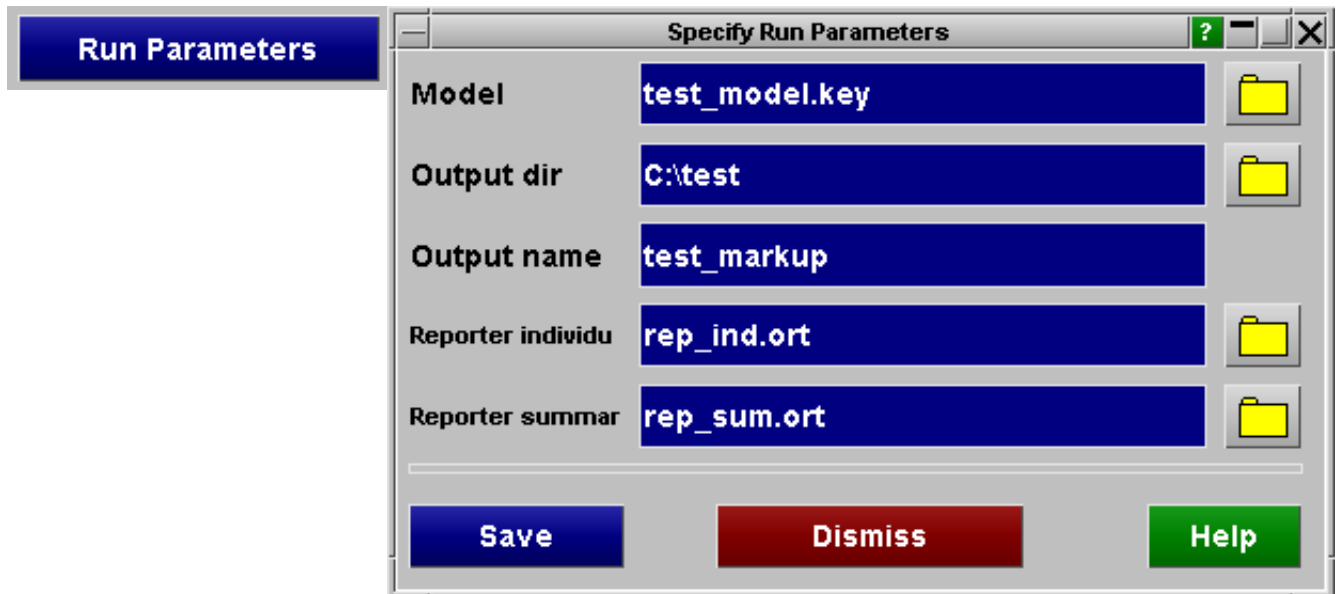 Run Parameters
Specify Run Parameters
?
Model
test_model.key
Output dir
C:\test
Output name
test_markup
Reporter individu
rep_ind.ort
Reporter summar
rep_sum.ort
Save
Dismiss
Help